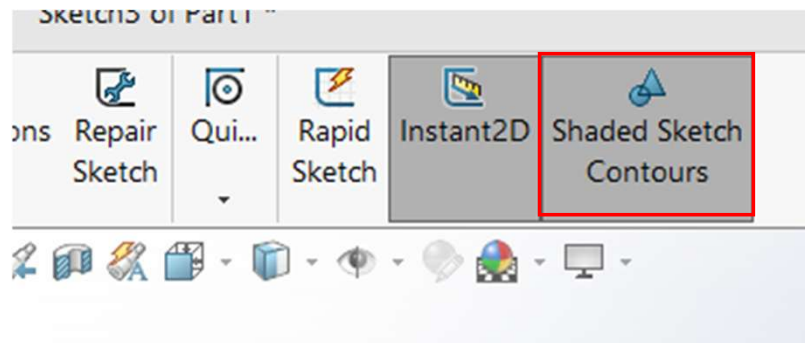 Sketch3 of Part1 *
ons Repair Qui... Rapid Instant2D Shaded Sketch
Sketch Sketch Contours